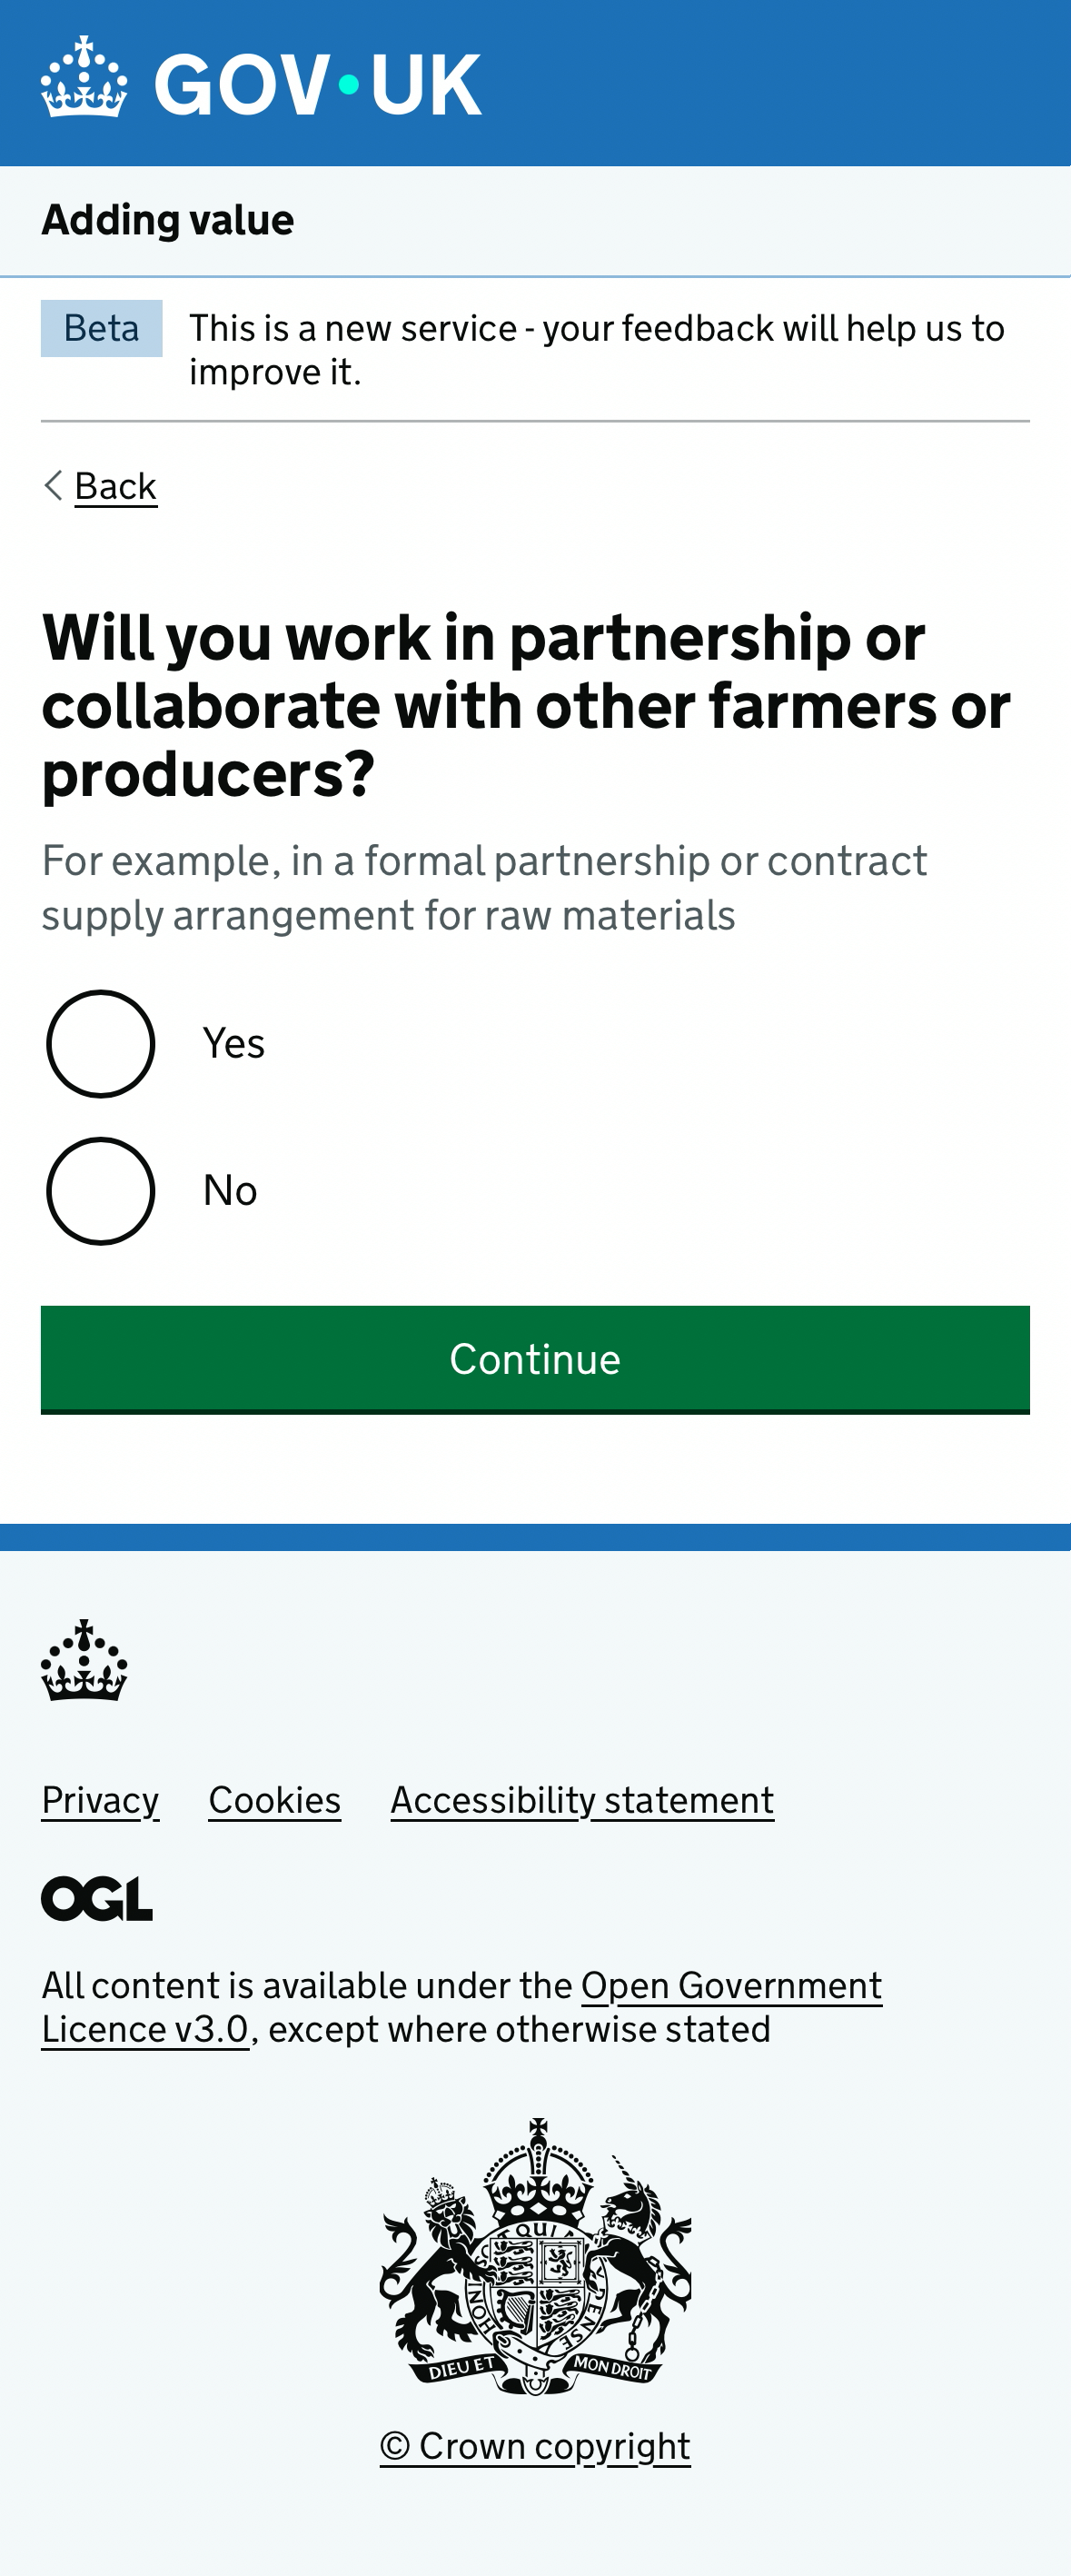 GOV·UK
Adding value
Beta
This is a new service - your feedback will help us to
improve it.
Back
Will you work in partnership or
collaborate with other farmers or
producers?
For example, in a formal partnership or contract
supply arrangement for raw materials
Yes
No
Continue
Privacy Cookies Accessibility statement
OGL
All content is available under the Open Government
Licence v3.0, except where otherwise stated
QUI
HONI
PENSE
DIEU ET MON DROIT
© Crown copyright